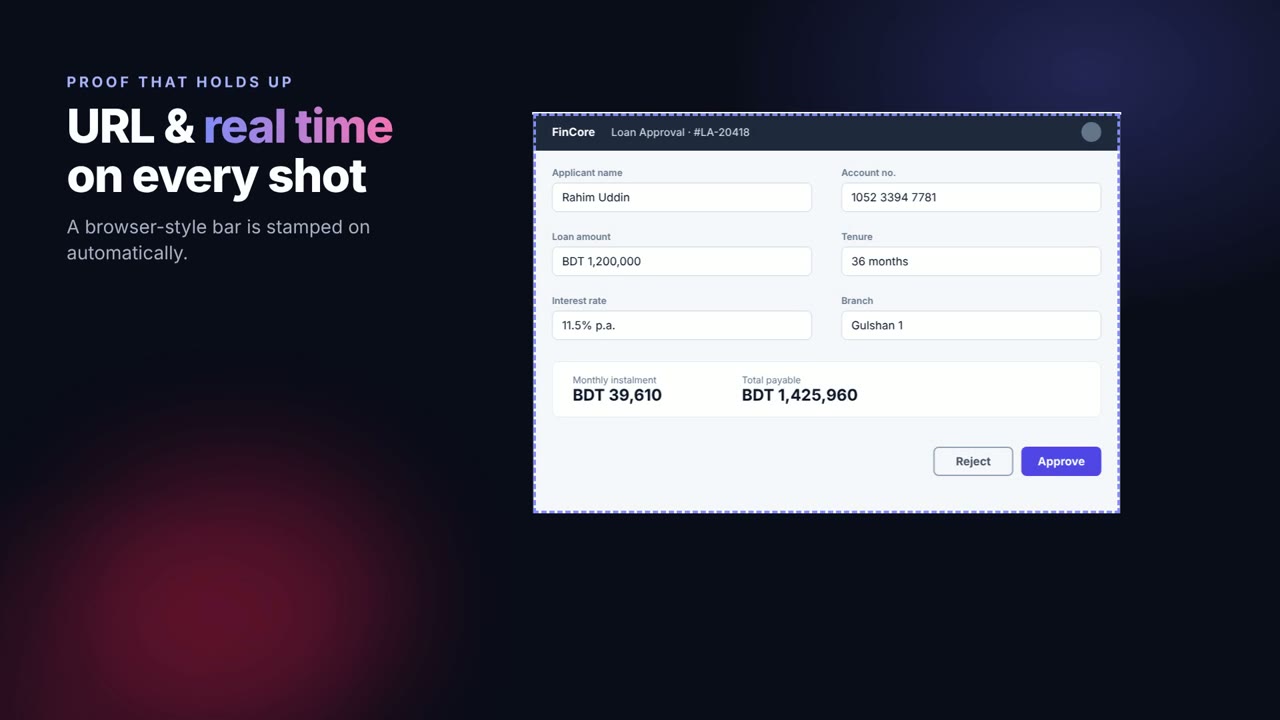 PROOF THAT HOLDS UP
URL & real time
on every shot
A browser-style bar is stamped on
automatically.
FinCore Loan Approval · #LA-20418
Applicant name Account no.
Rahim Uddin 1052 3394 7781
Loan amount Tenure
BDT 1,200,000 36 months
Interest rate Branch
11.5% p.a. Gulshan 1
Monthly instalment Total payable
BDT 39,610 BDT 1,425,960
Reject Approve